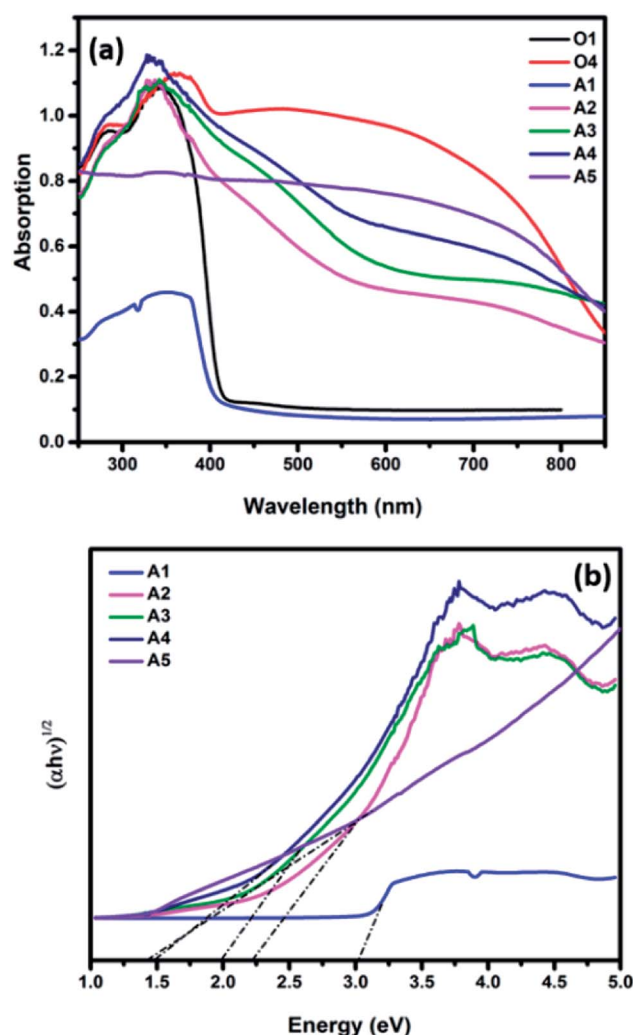 (a)
O1
O4
A1
A2
A3
A4
A5
Absorption
1.2
1.0
0.8
0.6
0.4
0.2
0.0
300 400 500 600 700 800
Wavelength (nm)
(b)
A1
A2
A3
A4
A5
(αhν)^1/2
1.0 1.5 2.0 2.5 3.0 3.5 4.0 4.5 5.0
Energy (eV)